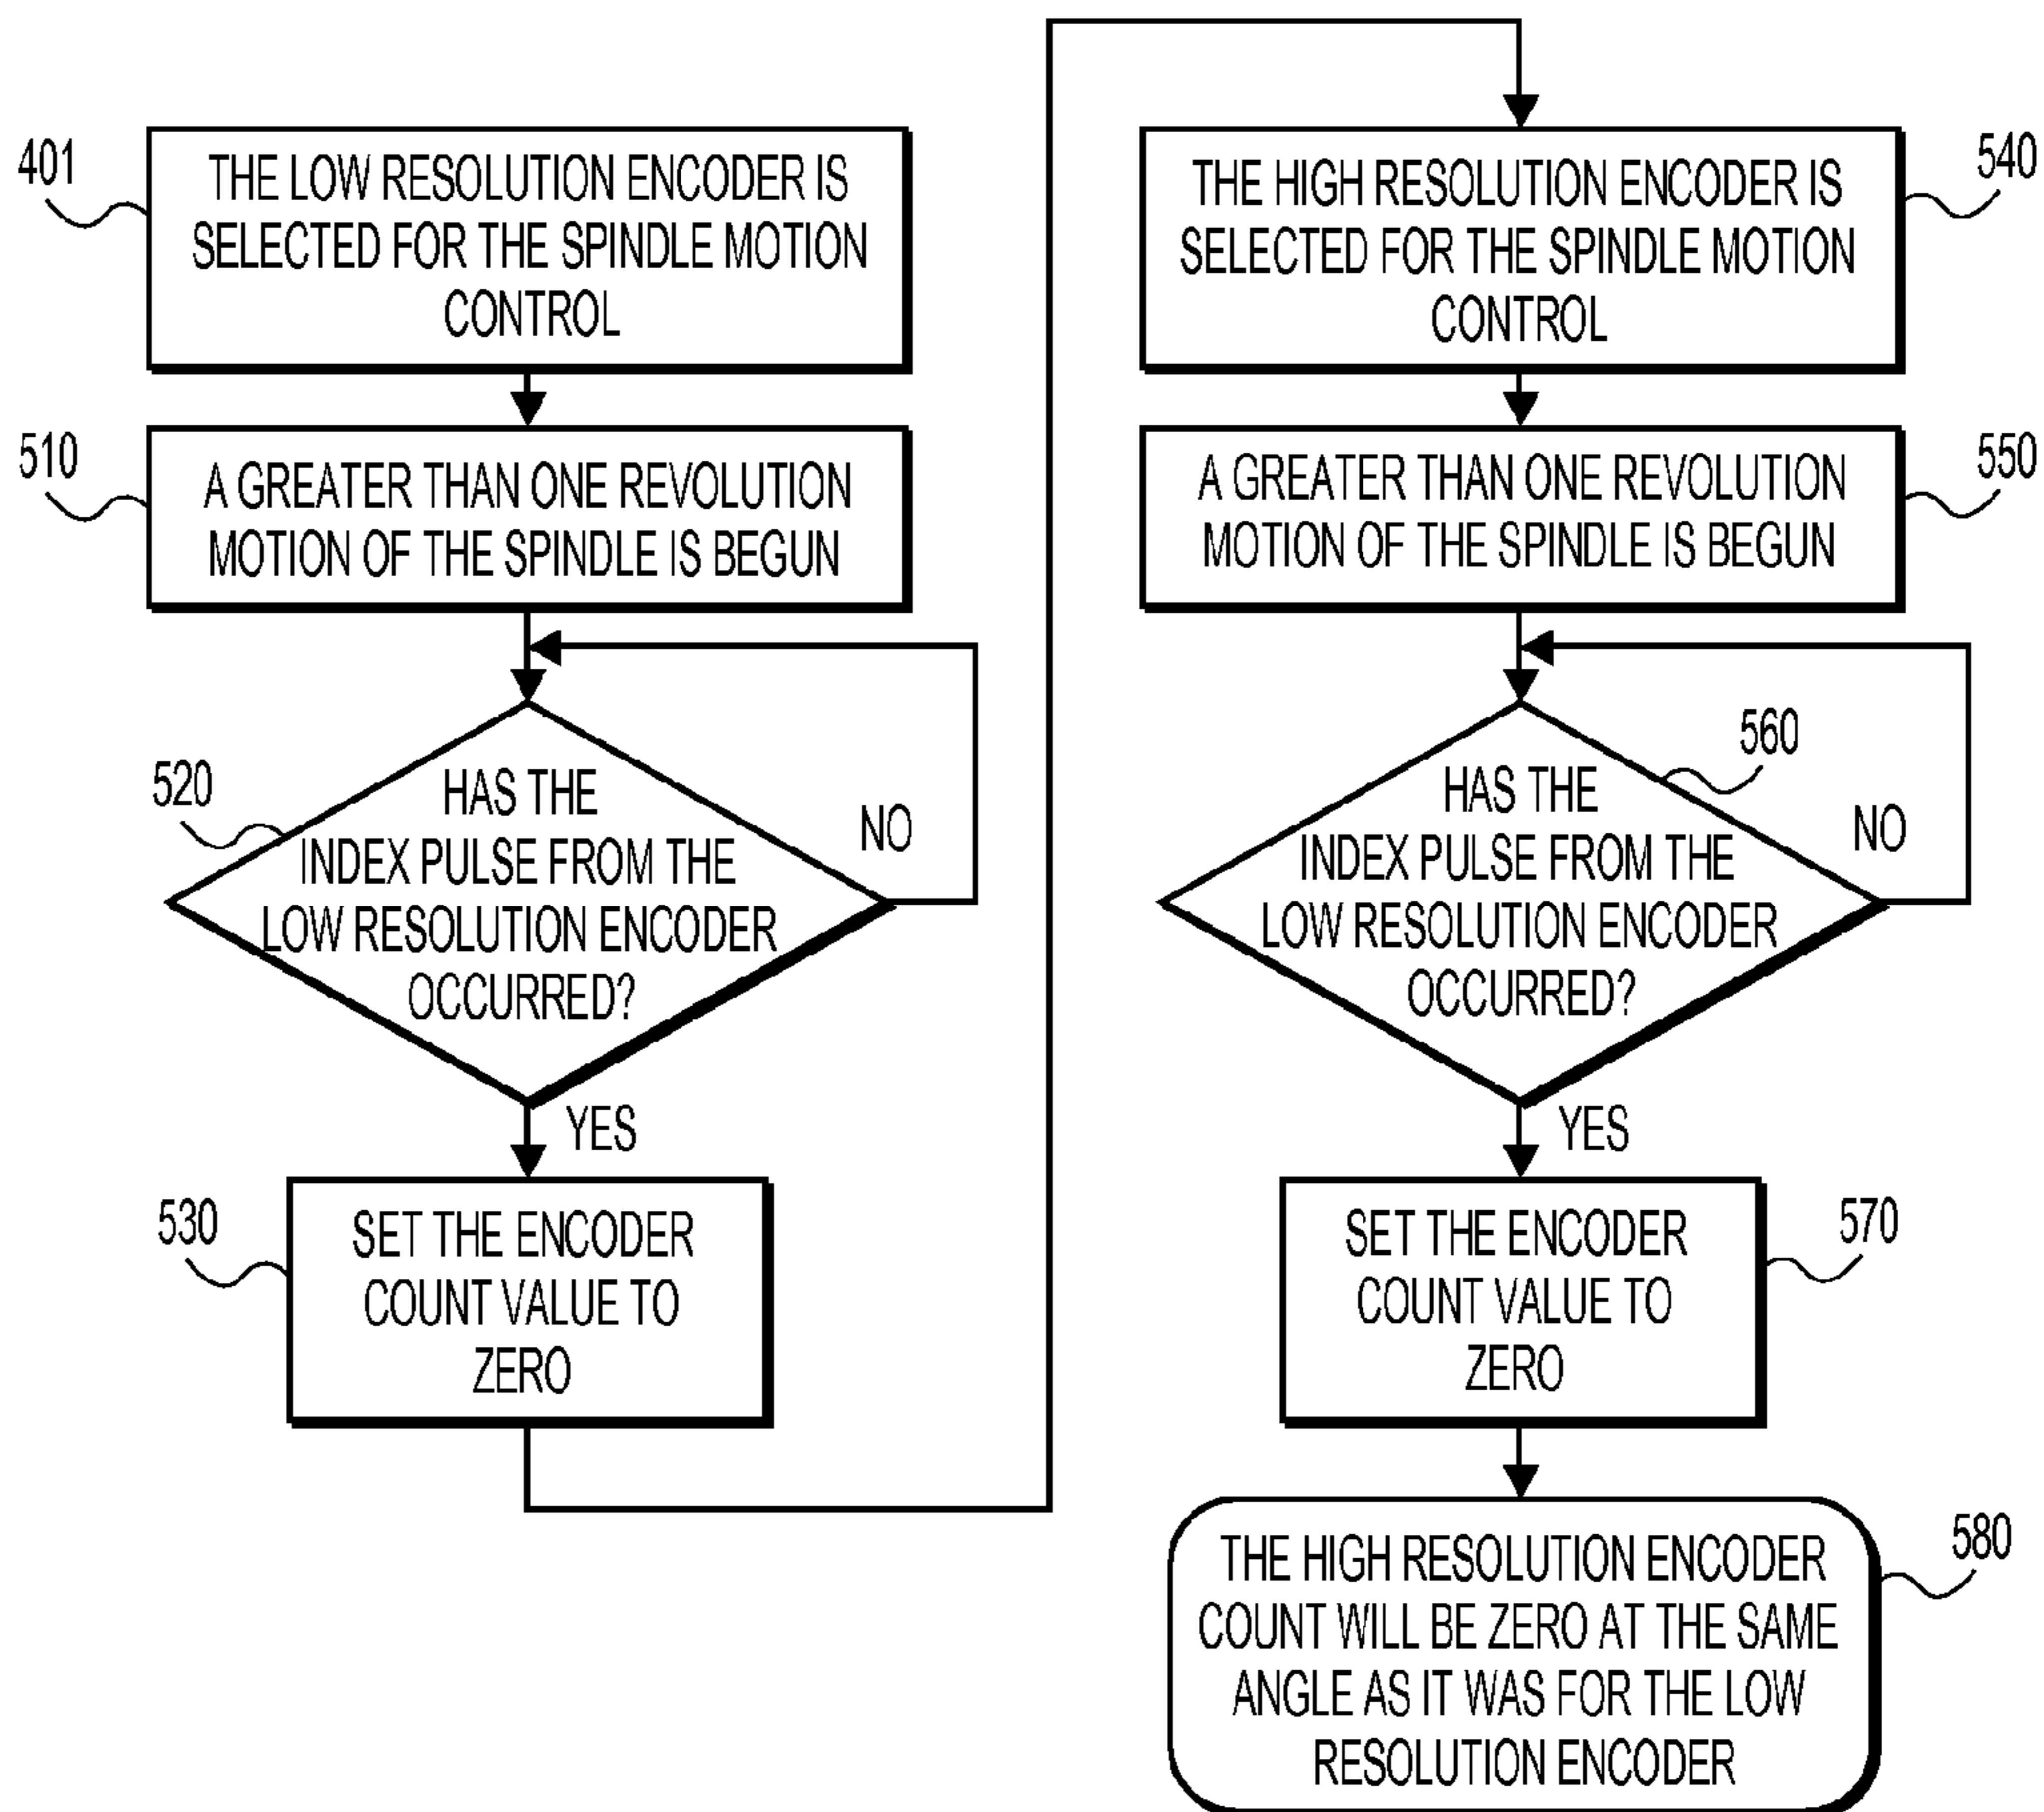 401
THE LOW RESOLUTION ENCODER IS
SELECTED FOR THE SPINDLE MOTION
CONTROL
510
A GREATER THAN ONE REVOLUTION
MOTION OF THE SPINDLE IS BEGUN
520
HAS THE
INDEX PULSE FROM THE
LOW RESOLUTION ENCODER
OCCURRED?
NO
YES
530
SET THE ENCODER
COUNT VALUE TO
ZERO
540
THE HIGH RESOLUTION ENCODER IS
SELECTED FOR THE SPINDLE MOTION
CONTROL
550
A GREATER THAN ONE REVOLUTION
MOTION OF THE SPINDLE IS BEGUN
560
HAS THE
INDEX PULSE FROM THE
LOW RESOLUTION ENCODER
OCCURRED?
NO
YES
570
SET THE ENCODER
COUNT VALUE TO
ZERO
580
THE HIGH RESOLUTION ENCODER
COUNT WILL BE ZERO AT THE SAME
ANGLE AS IT WAS FOR THE LOW
RESOLUTION ENCODER